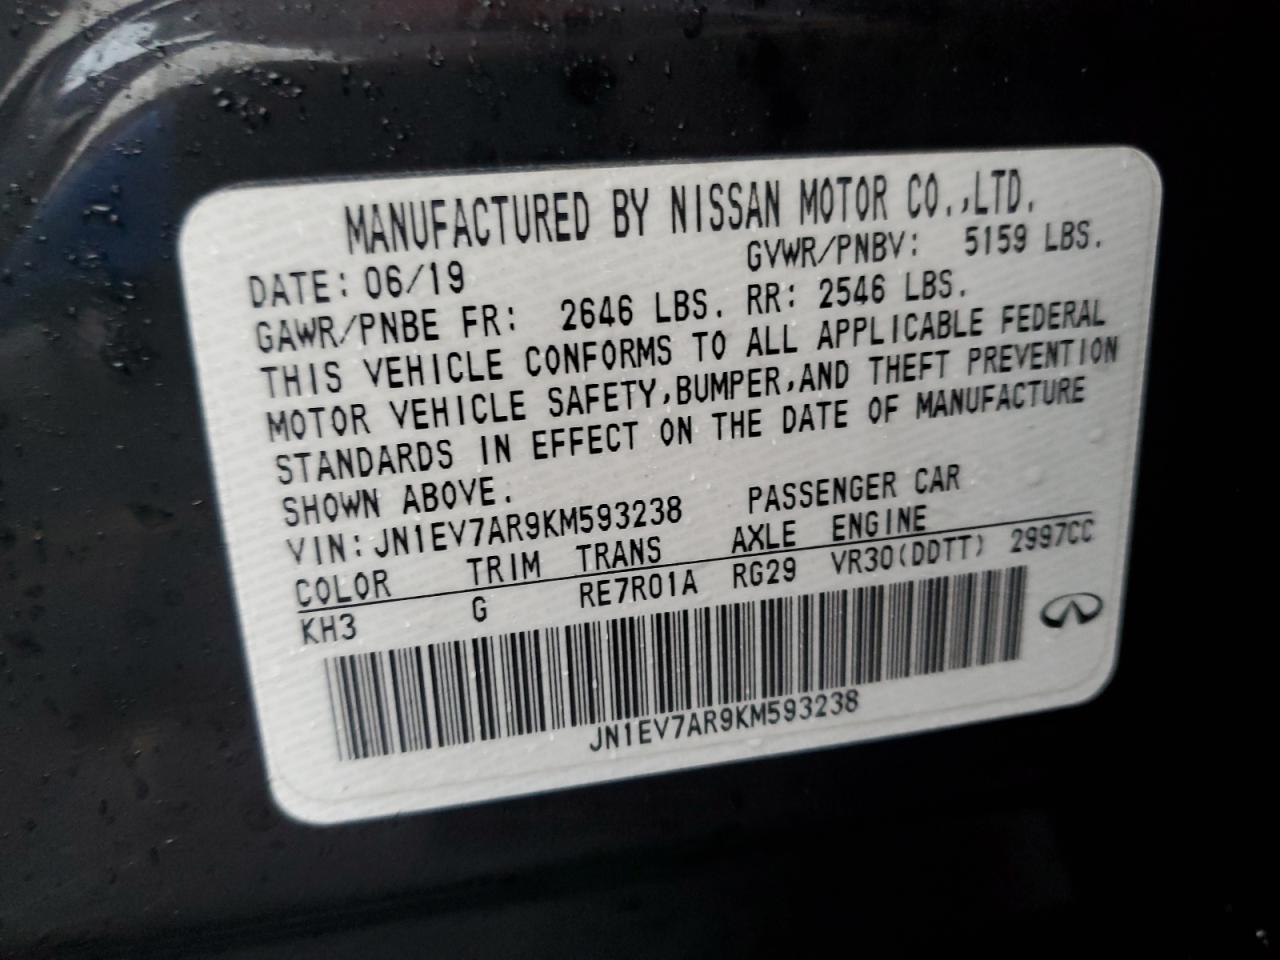 MANUFACTURED BY NISSAN MOTOR CO.,LTD.
DATE: 06/19 GVWR/PNBV: 5159 LBS.
GAWR/PNBE FR: 2646 LBS. RR: 2546 LBS.
THIS VEHICLE CONFORMS TO ALL APPLICABLE FEDERAL
MOTOR VEHICLE SAFETY,BUMPER,AND THEFT PREVENTION
STANDARDS IN EFFECT ON THE DATE OF MANUFACTURE
SHOWN ABOVE.
VIN: JN1EV7AR9KM593238 PASSENGER CAR
COLOR TRIM TRANS AXLE ENGINE
KH3 G RE7R01A RG29 VR30(DDTT) 2997CC
JN1EV7AR9KM593238